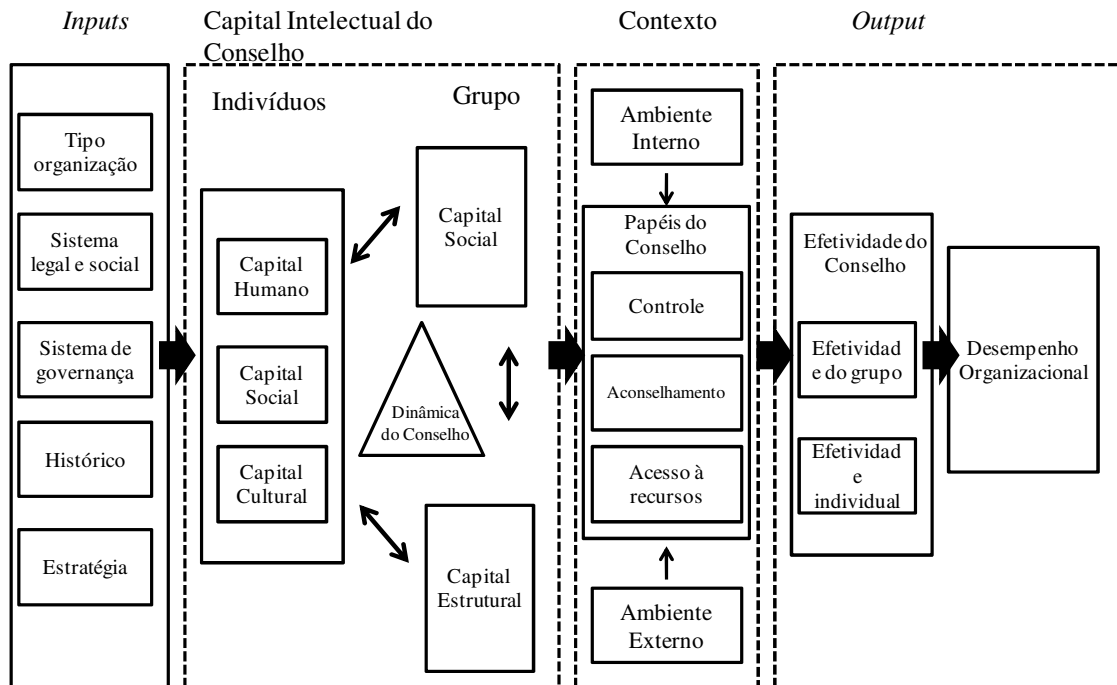 Inputs
Capital Intelectual do
Conselho
Contexto
Output
Tipo
organização
Sistema
legal e social
Sistema de
governança
Histórico
Estratégia
Indivíduos
Grupo
Capital
Humano
Capital
Social
Capital
Cultural
Capital
Social
Dinâmica
do Conselho
Capital
Estrutural
Ambiente
Interno
Papéis do
Conselho
Controle
Aconselhamento
Acesso à
recursos
Ambiente
Externo
Efetividade do
Conselho
Efetividad
e do grupo
Efetividad
e
individual
Desempenho
Organizacional